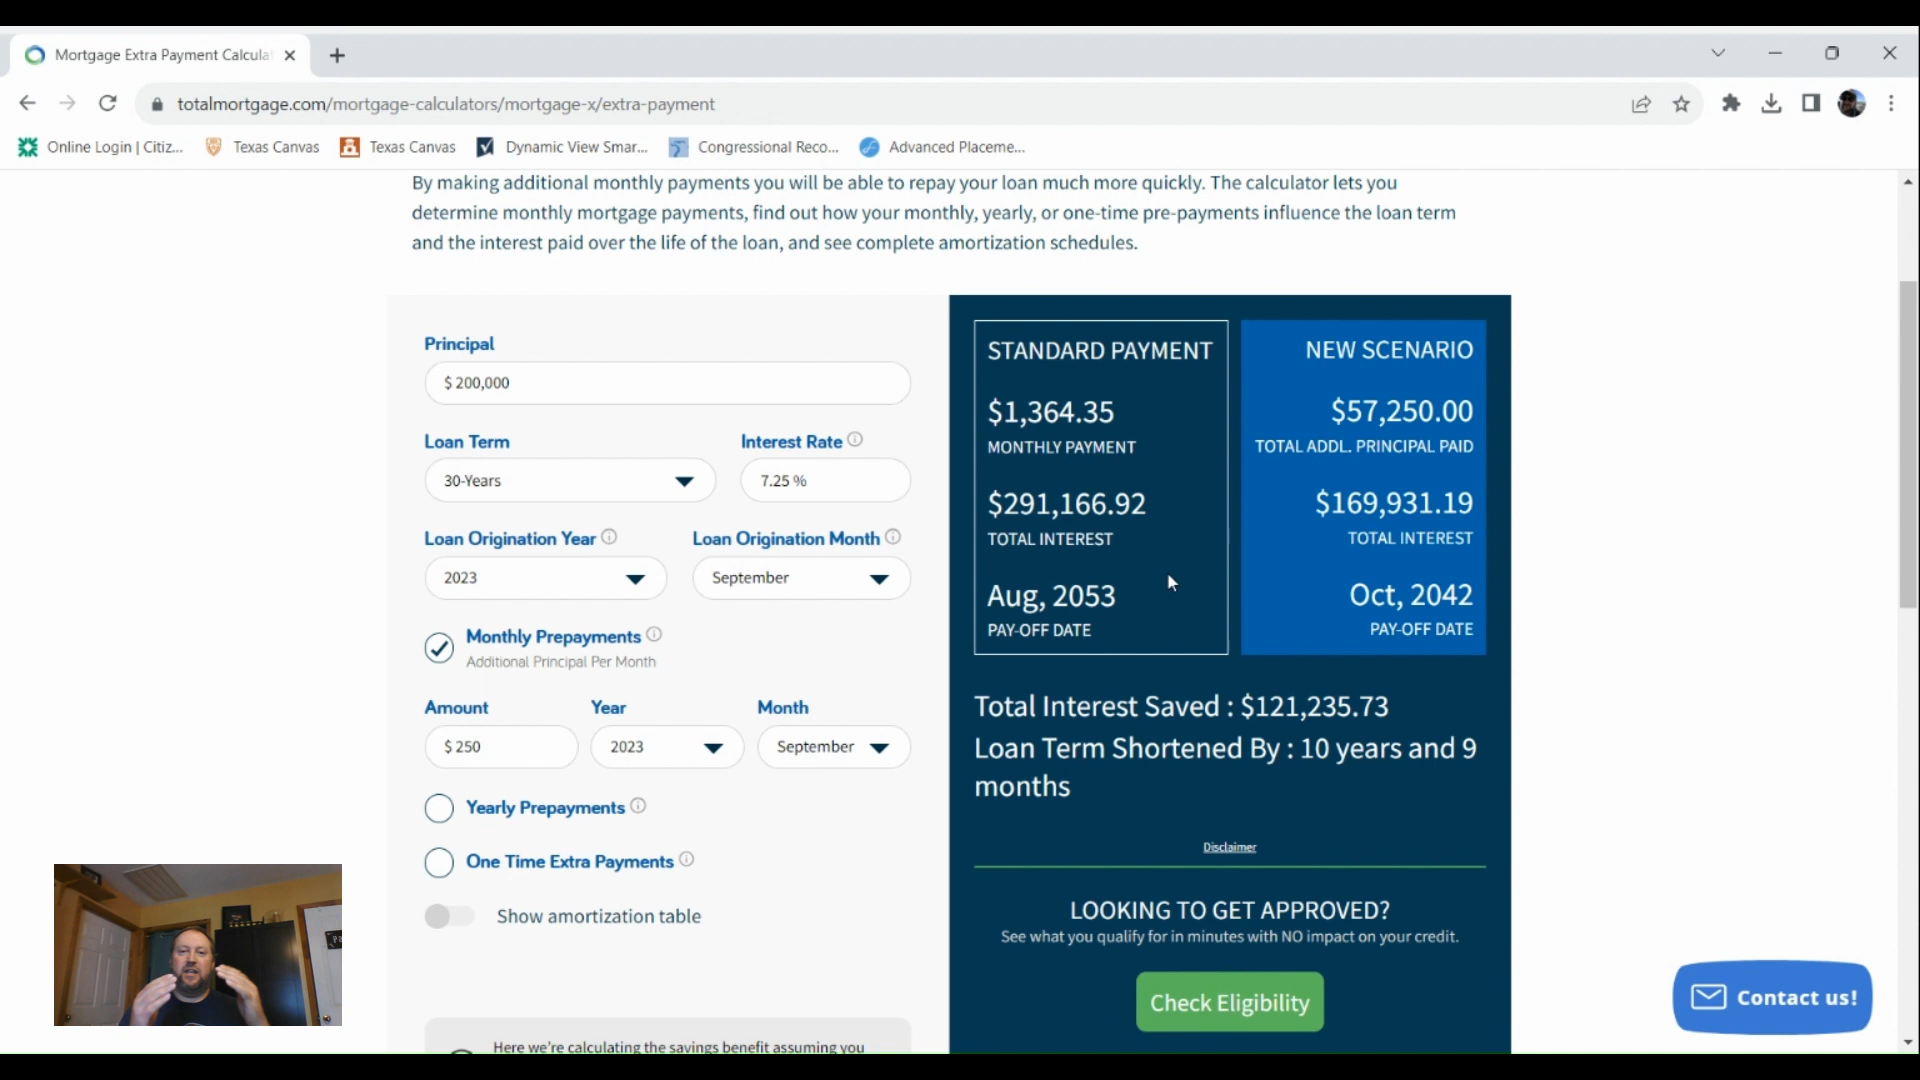 Mortgage Extra Payment Calcula
totalmortgage.com/mortgage-calculators/mortgage-x/extra-payment
Online Login | Citiz...
Texas Canvas
Texas Canvas
Dynamic View Smar...
Congressional Reco...
Advanced Placeme...
By making additional monthly payments you will be able to repay your loan much more quickly. The calculator lets you
determine monthly mortgage payments, find out how your monthly, yearly, or one-time pre-payments influence the loan term
and the interest paid over the life of the loan, and see complete amortization schedules.
Principal
$ 200,000
Loan Term
Interest Rate
30-Years
7.25 %
Loan Origination Year
Loan Origination Month
2023
September
Monthly Prepayments
Additional Principal Per Month
Amount
Year
Month
$ 250
2023
September
Yearly Prepayments
One Time Extra Payments
Show amortization table
Here we're calculating the savings benefit assuming you
STANDARD PAYMENT
$1,364.35
MONTHLY PAYMENT
$291,166.92
TOTAL INTEREST
Aug, 2053
PAY-OFF DATE
NEW SCENARIO
$57,250.00
TOTAL ADDL. PRINCIPAL PAID
$169,931.19
TOTAL INTEREST
Oct, 2042
PAY-OFF DATE
Total Interest Saved : $121,235.73
Loan Term Shortened By : 10 years and 9
months
Disclaimer
LOOKING TO GET APPROVED?
See what you qualify for in minutes with NO impact on your credit.
Check Eligibility
Contact us!